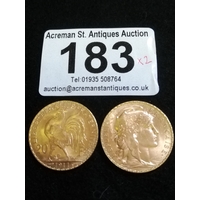 Acreman St. Antiques Auction
183
x2
Tel 01935 508764
auction@acremanstantiques.co.uk